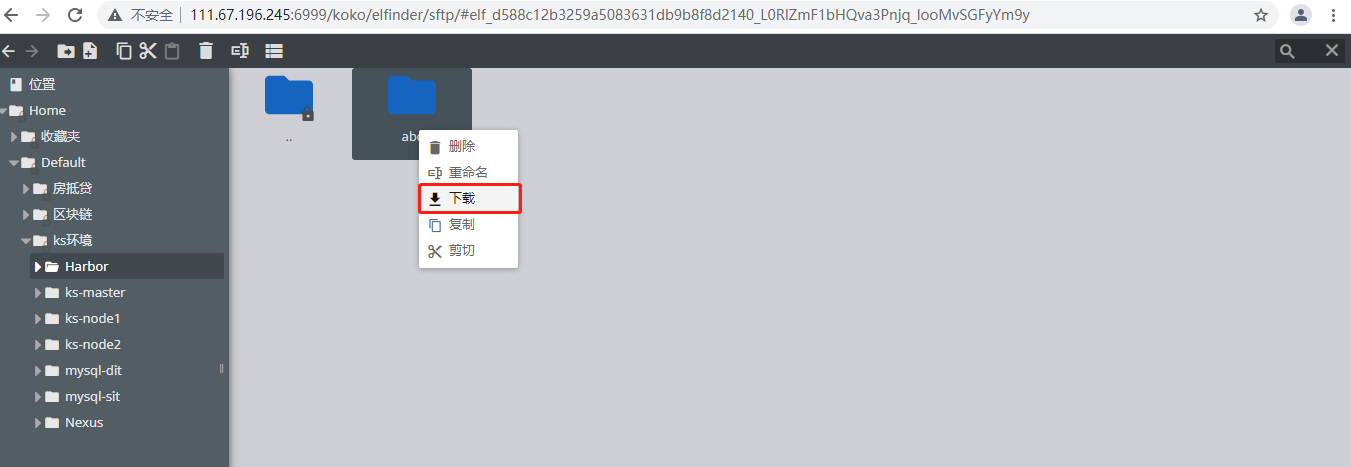 不安全
111.67.196.245:6999/koko/elfinder/sftp/#elf_d588c12b3259a5083631db9b8f8d2140_L0RlZmF1bHQva3Pnjq_looMvSGFyYm9y
位置
Home
收藏夹
Default
房抵贷
区块链
ks环境
Harbor
ks-master
ks-node1
ks-node2
mysql-dit
mysql-sit
Nexus
..
删除
重命名
下载
复制
剪切